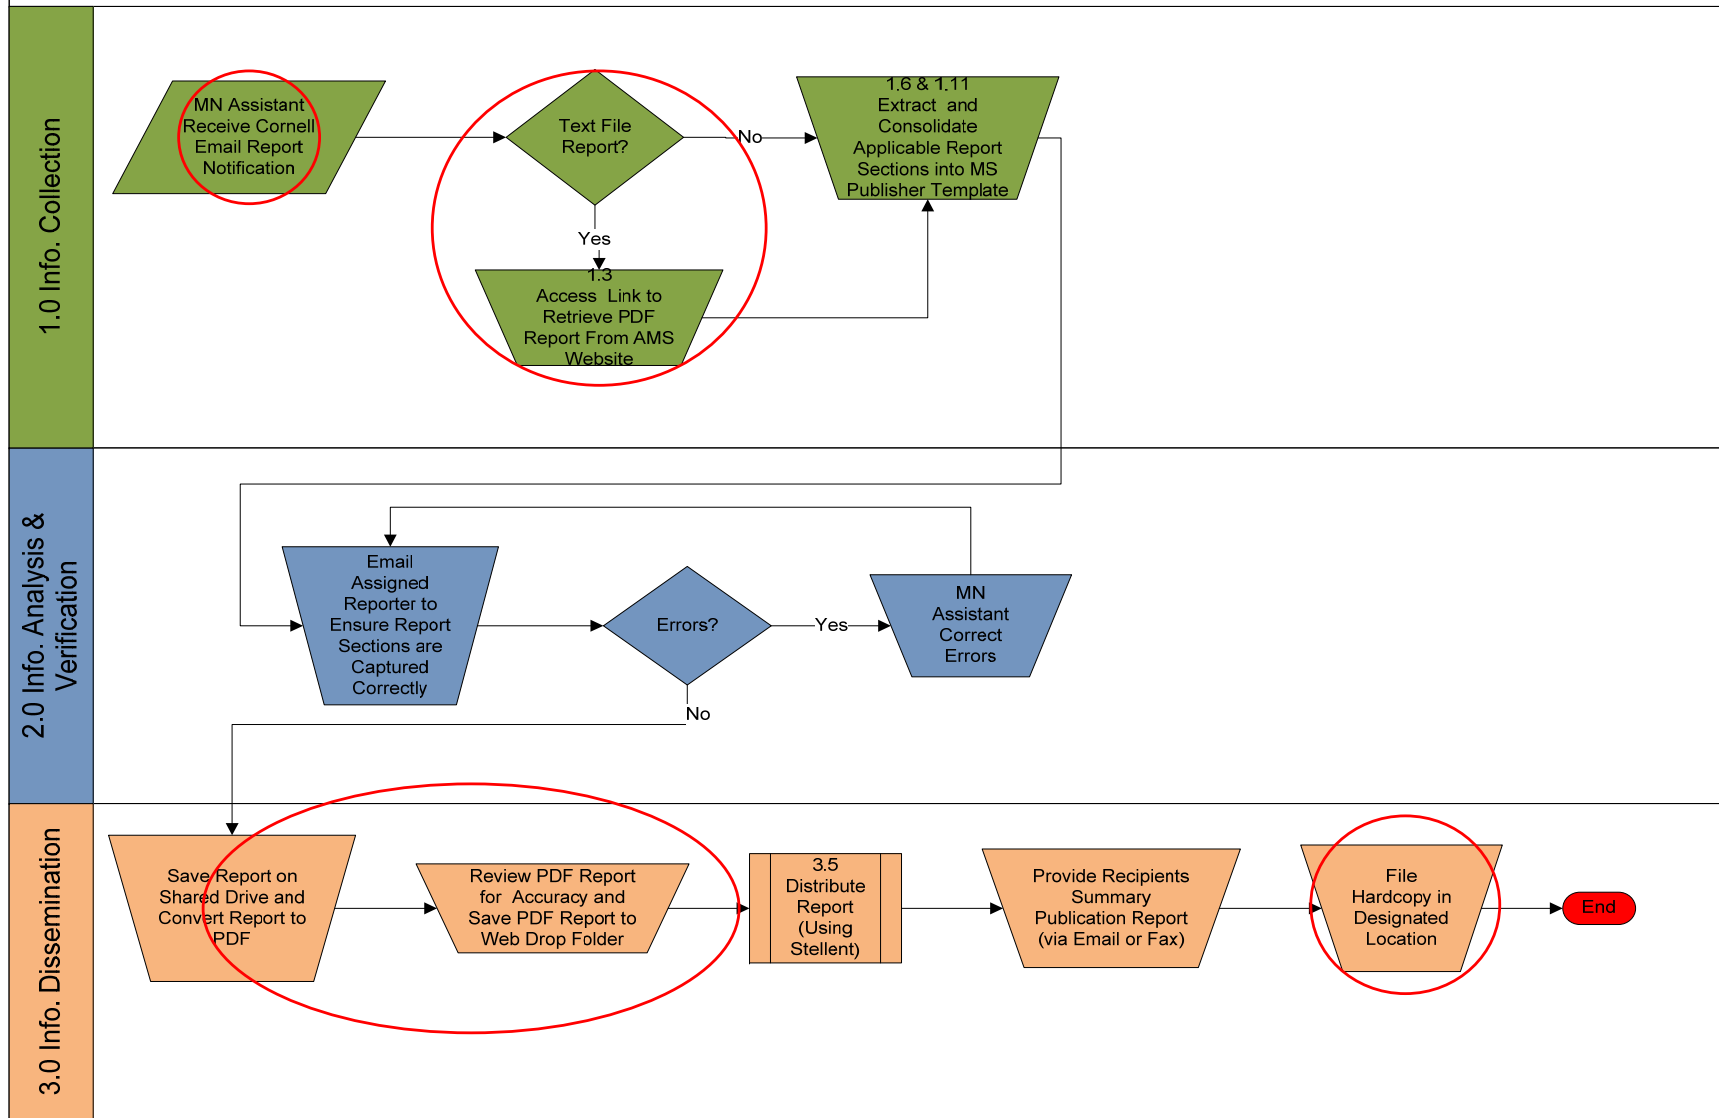 1.0 Info. Collection
MN Assistant
Receive Cornell
Email Report
Notification
Text File
Report?
No
Yes
1.3
Access  Link to
Retrieve PDF
Report From AMS
Website
1.6 & 1.11
Extract  and
Consolidate
Applicable Report
Sections into MS
Publisher Template
2.0 Info. Analysis &
Verification
Email
Assigned
Reporter to
Ensure Report
Sections are
Captured
Correctly
Errors?
Yes
No
MN
Assistant
Correct
Errors
3.0 Info. Dissemination
Save Report on
Shared Drive and
Convert Report to
PDF
Review PDF Report
for  Accuracy and
Save PDF Report to
Web Drop Folder
3.5
Distribute
Report
(Using
Stellent)
Provide Recipients
Summary
Publication Report
(via Email or Fax)
File
Hardcopy in
Designated
Location
End